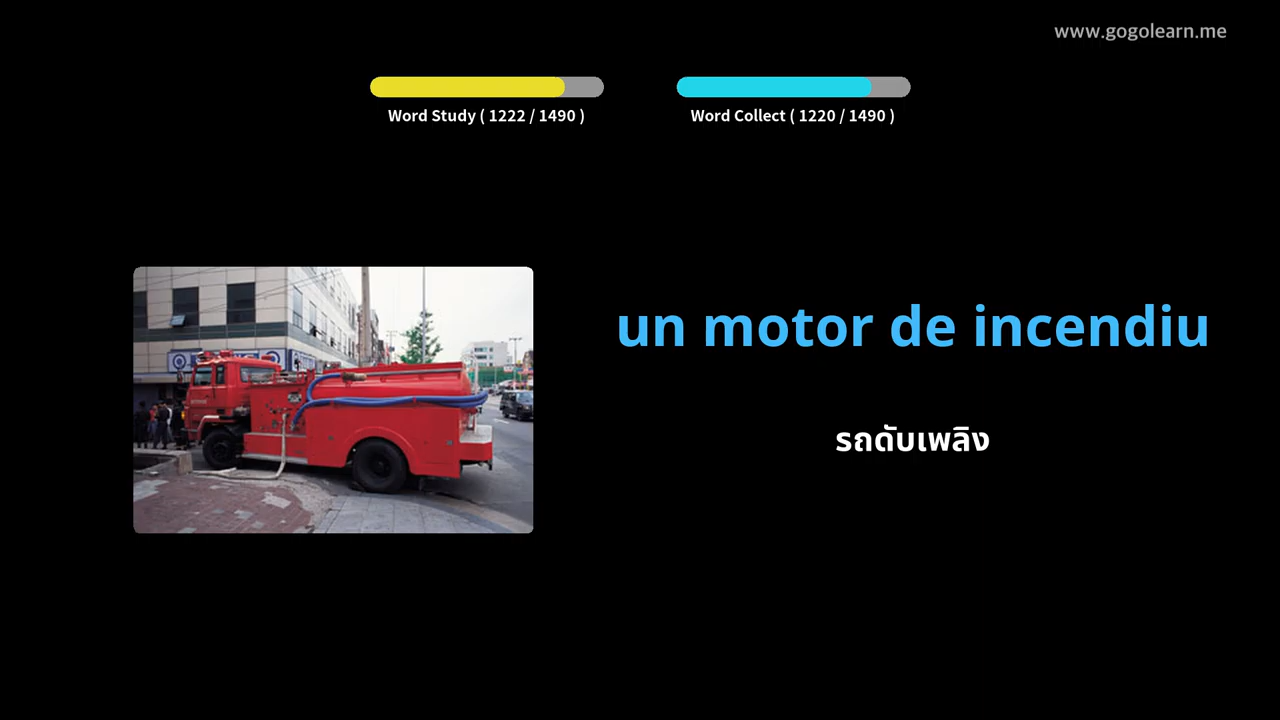 www.gogolearn.me
Word Study ( 1222 / 1490 )
Word Collect ( 1220 / 1490 )
un motor de incendiu
รถดับเพลิง